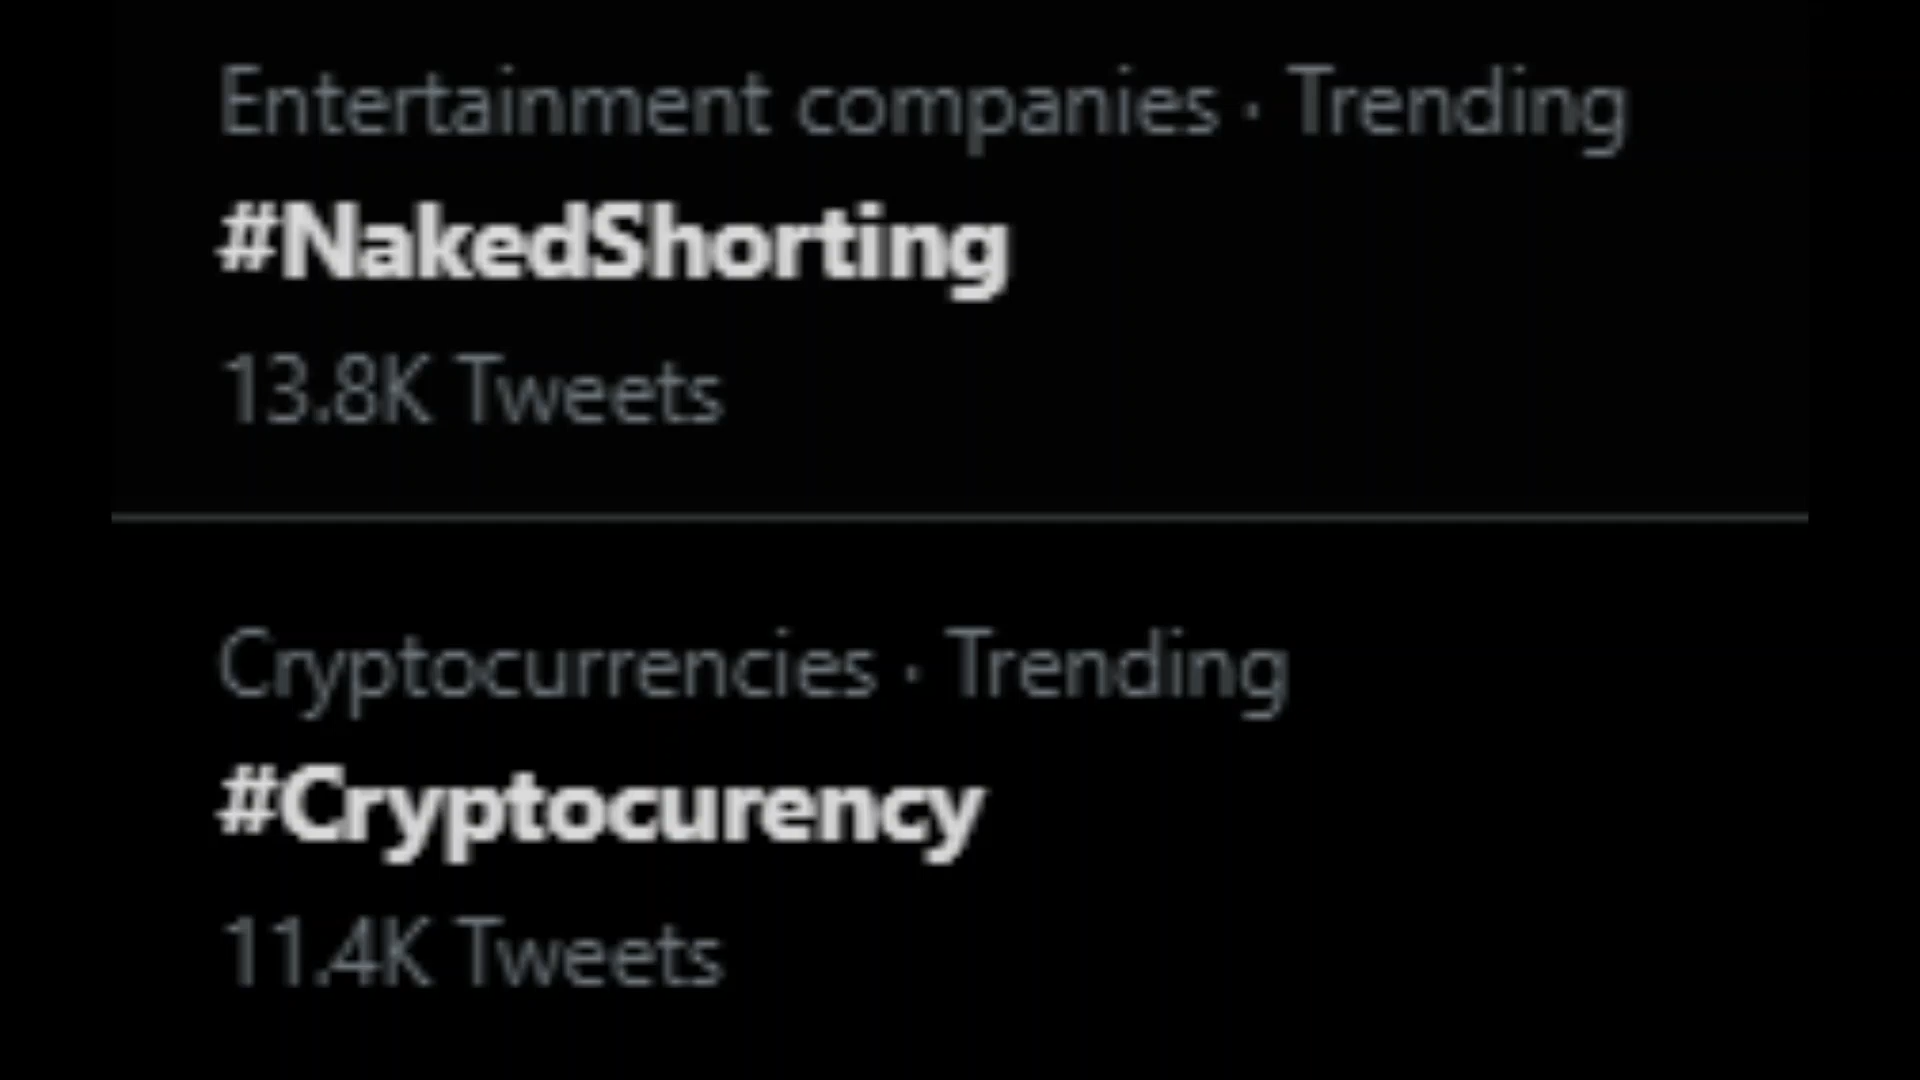 Entertainment companies · Trending
#NakedShorting
13.8K Tweets
Cryptocurrencies · Trending
#Cryptocurency
11.4K Tweets